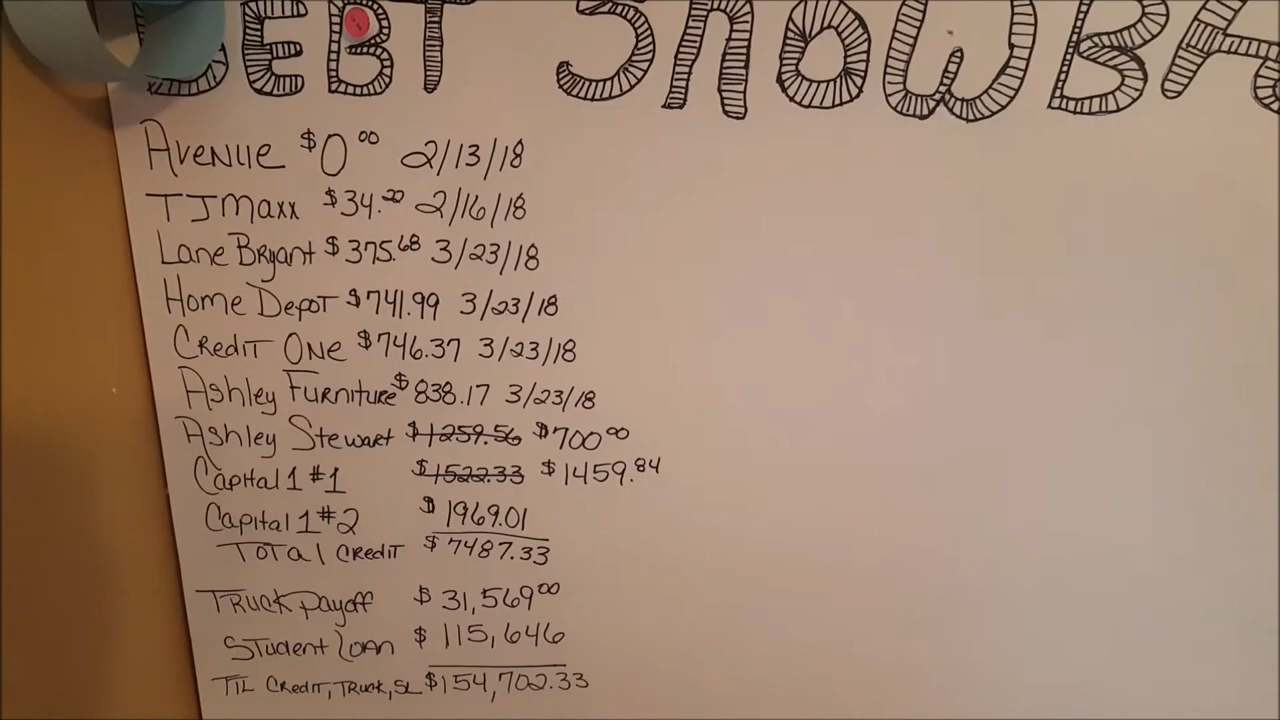 DEBT SNOWBA
Avenue $0.00 2/13/18
TJMaxx $34.20 2/16/18
Lane Bryant $375.68 3/23/18
Home Depot $741.99 3/23/18
Credit One $746.37 3/23/18
Ashley Furniture $838.17 3/23/18
Ashley Stewart $1259.56 $700.00
Capital 1 #1 $1522.33 $1459.84
Capital 1 #2 $1969.01
Total Credit $7487.33
Truck Payoff $31,569.00
Student Loan $115,646
TTL Credit, Truck, SL $154,702.33